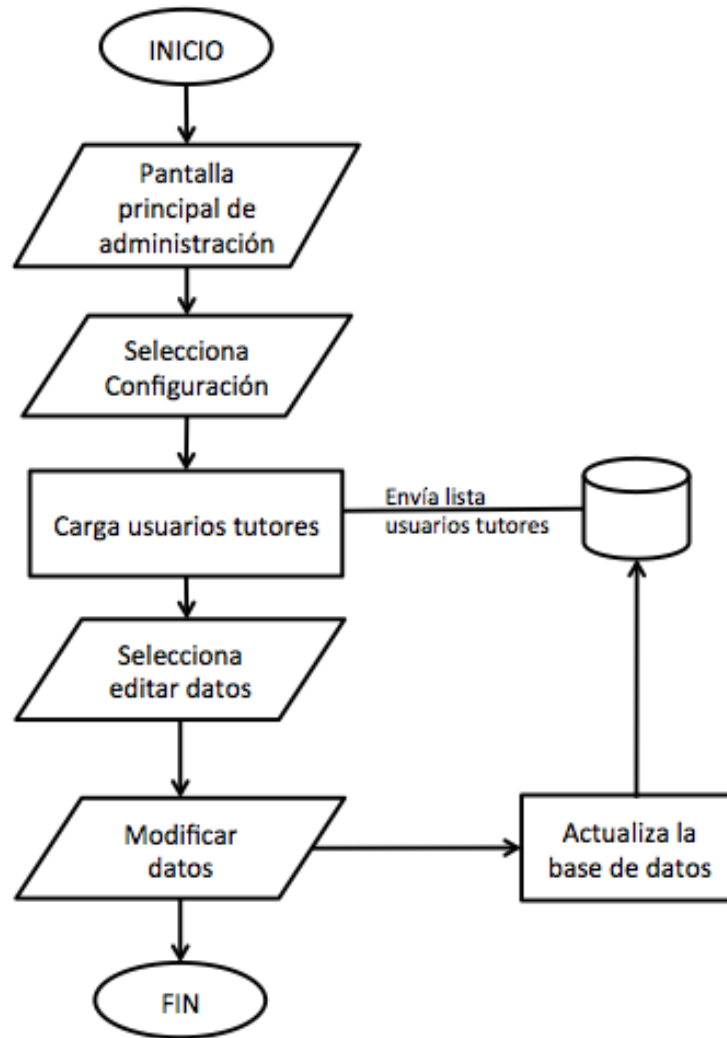 INICIO
Pantalla
principal de
administración
Selecciona
Configuración
Carga usuarios tutores
Envía lista
usuarios tutores
Selecciona
editar datos
Modificar
datos
Actualiza la
base de datos
FIN